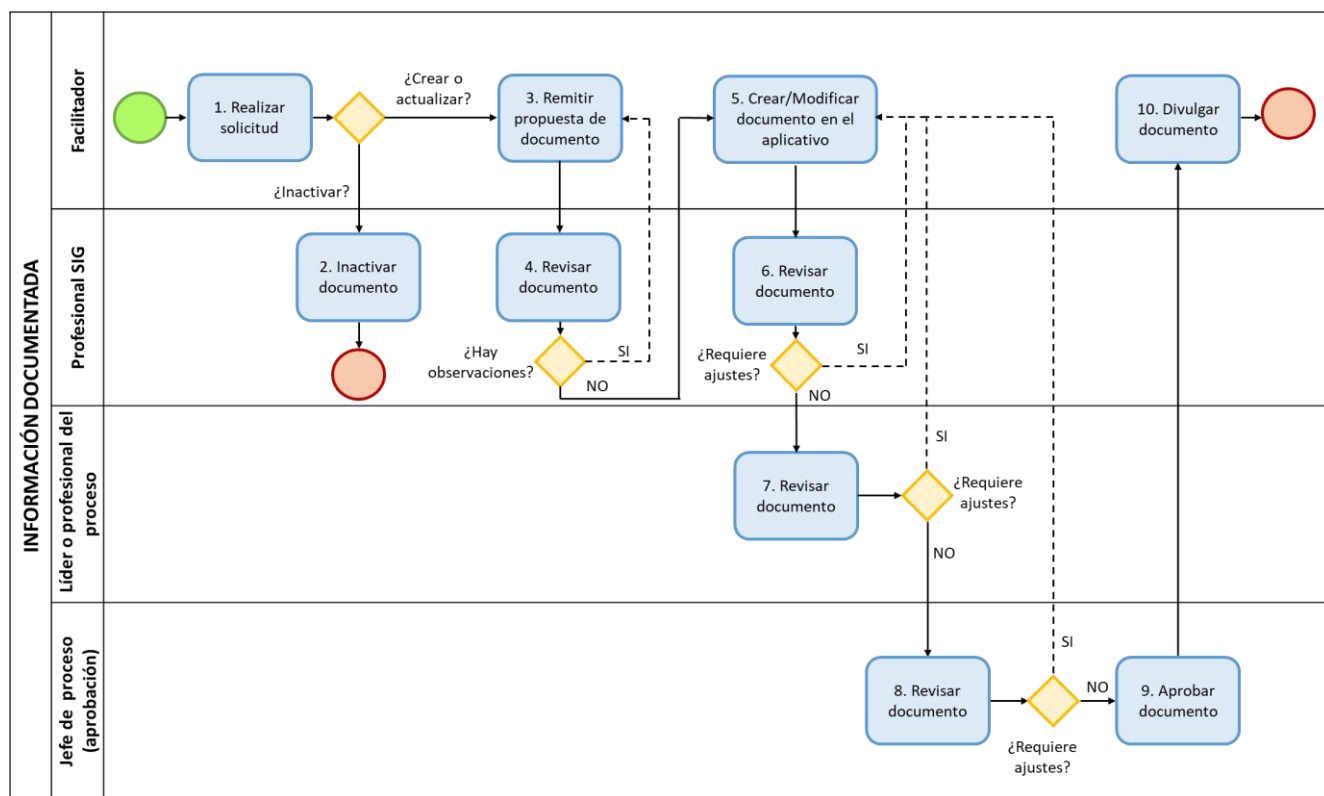 INFORMACIÓN DOCUMENTADA
Facilitador
1. Realizar
solicitud
¿Crear o
actualizar?
3. Remitir
propuesta de
documento
5. Crear/Modificar
documento en el
aplicativo
10. Divulgar
documento
¿Inactivar?
Profesional SIG
2. Inactivar
documento
4. Revisar
documento
¿Hay
observaciones?
SI
NO
6. Revisar
documento
¿Requiere
ajustes?
SI
NO
Líder o profesional del
proceso
7. Revisar
documento
SI
¿Requiere
ajustes?
NO
Jefe de proceso
(aprobación)
8. Revisar
documento
SI
NO
¿Requiere
ajustes?
9. Aprobar
documento